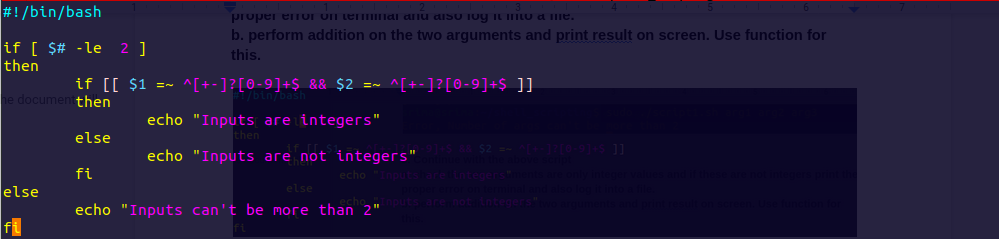 proper error on terminal and also log it into a file.
#!/bin/bash
b. perform addition on the two arguments and print result on screen. Use function for
if [ $# -le  2 ]
this.
then
if [[ $1 =~ ^[+-]?[0-9]+$ && $2 =~ ^[+-]?[0-9]+$ ]]
he document
then
echo "Inputs are integers"
else
echo "Inputs are not integers"
fi
else
echo "Inputs can't be more than 2"
fi